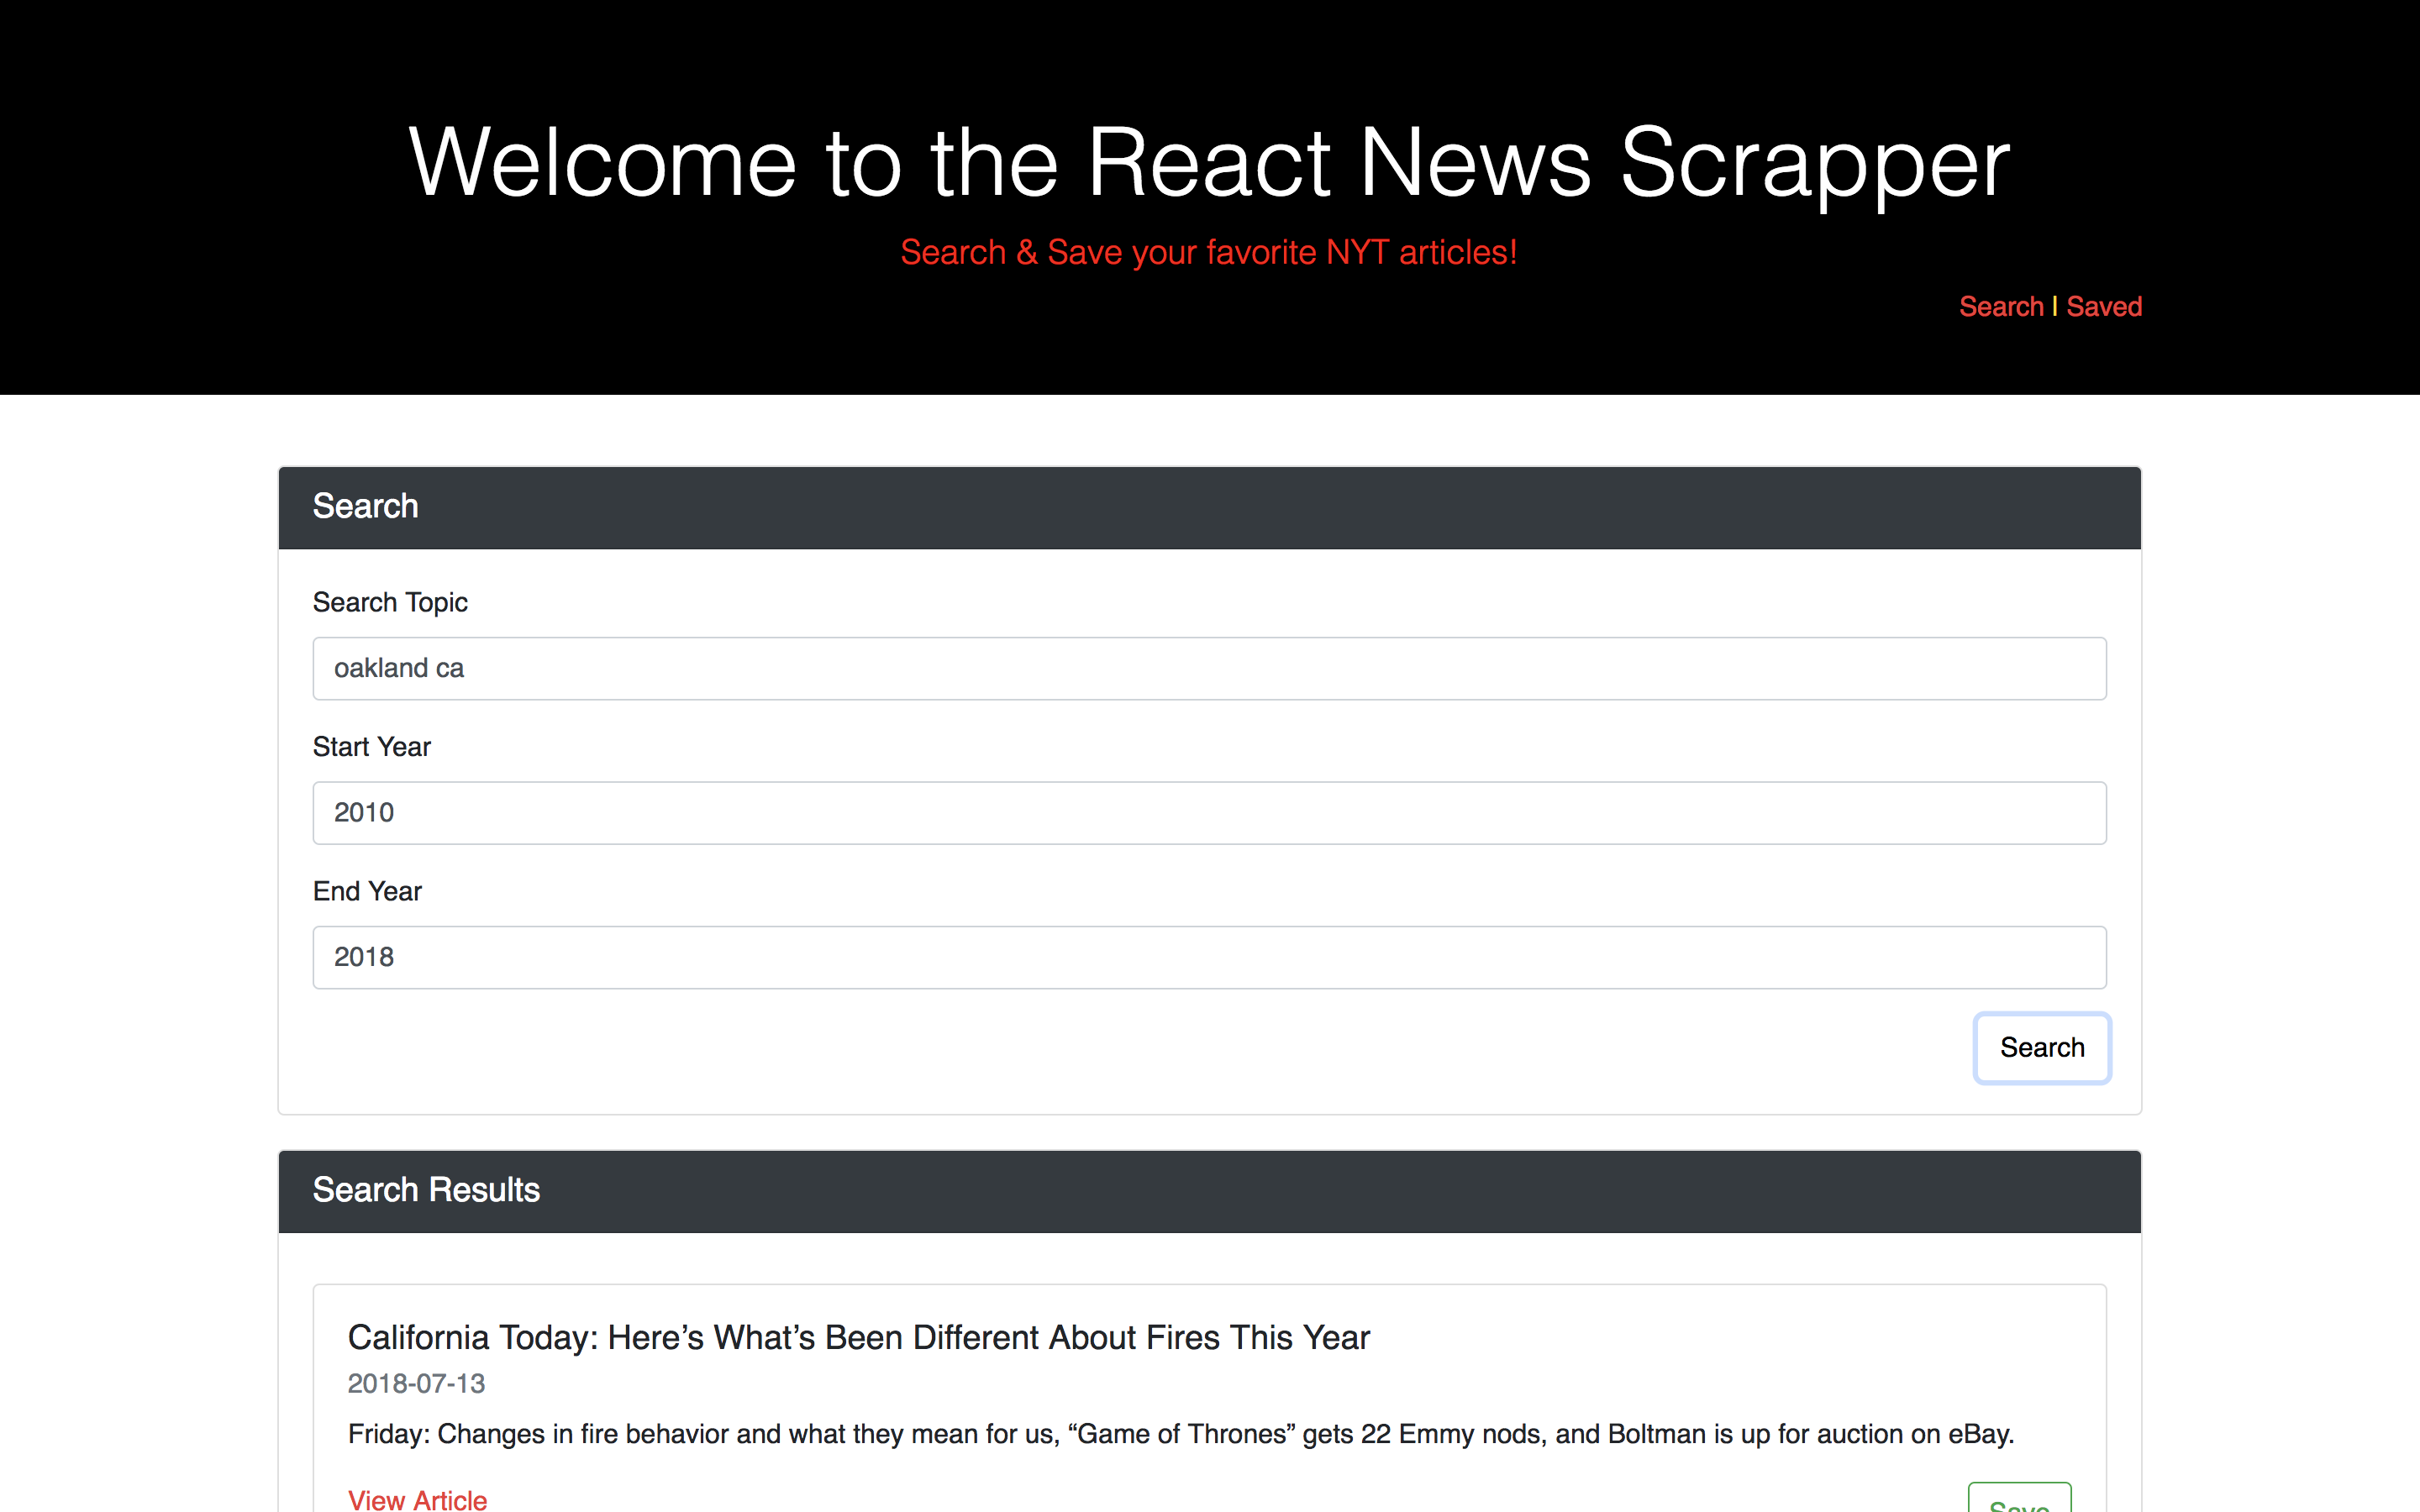 Welcome to the React News Scrapper
Search & Save your favorite NYT articles!
Search | Saved
Search
Search Topic
oakland ca
Start Year
2010
End Year
2018
Search
Search Results
California Today: Here’s What’s Been Different About Fires This Year
2018-07-13
Friday: Changes in fire behavior and what they mean for us, “Game of Thrones” gets 22 Emmy nods, and Boltman is up for auction on eBay.
View Article
Save